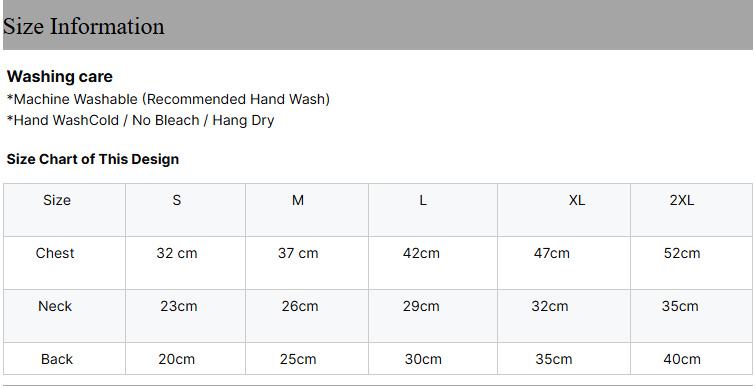 Size Information
Washing care
*Machine Washable (Recommended Hand Wash)
*Hand WashCold / No Bleach / Hang Dry
Size Chart of This Design
Size S M L XL 2XL
Chest 32 cm 37 cm 42cm 47cm 52cm
Neck 23cm 26cm 29cm 32cm 35cm
Back 20cm 25cm 30cm 35cm 40cm